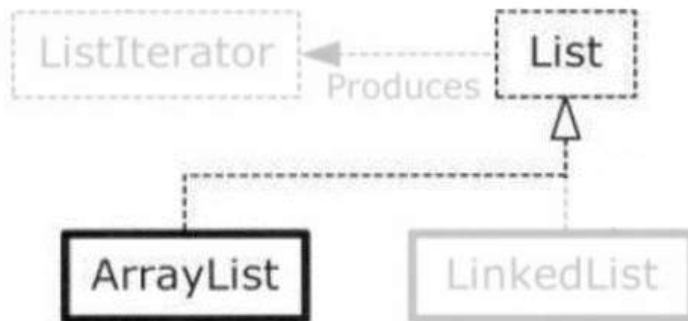 ListIterator
List
Produces
ArrayList
LinkedList